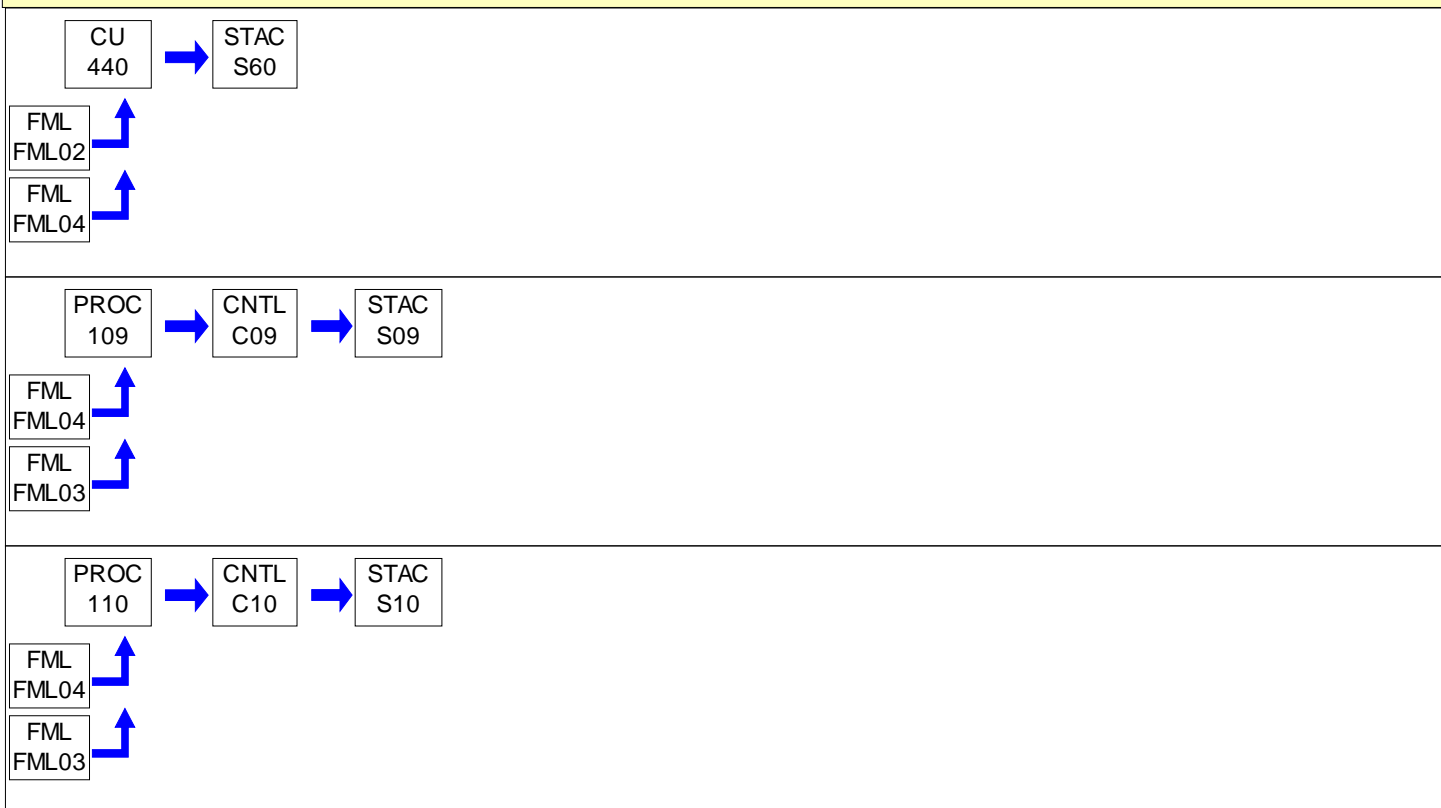 CU
440
STAC
S60
FML
FML02
FML
FML04
PROC
109
CNTL
C09
STAC
S09
FML
FML04
FML
FML03
PROC
110
CNTL
C10
STAC
S10
FML
FML04
FML
FML03